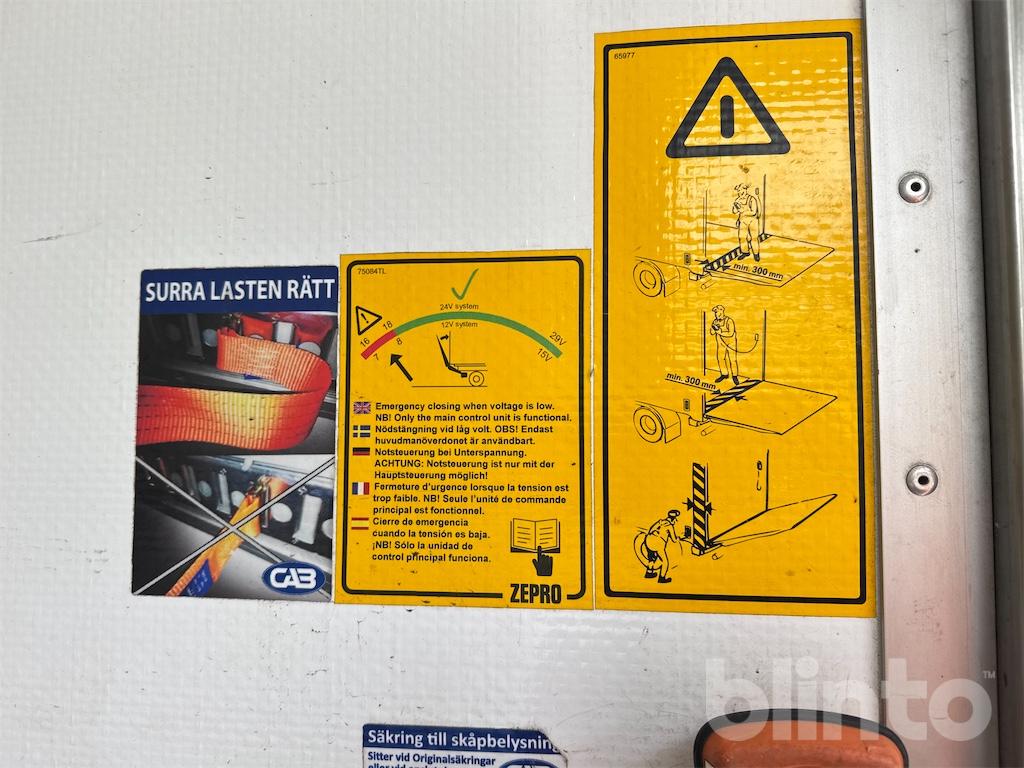 SURRA LASTEN RÄTT
CAB
75084TL
24V system
12V system
16
18
7
8
29V
15V
Emergency closing when voltage is low.
NB! Only the main control unit is functional.
Nödstängning vid låg volt. OBS! Endast
huvudmanöverdonet är användbart.
Notsteuerung bei Unterspannung.
ACHTUNG: Notsteuerung ist nur mit der
Hauptsteuerung möglich!
Fermeture d'urgence lorsque la tension est
trop faible. NB! Seule l'unité de commande
principal est fonctionnel.
Cierre de emergencia
cuando la tensión es baja.
¡NB! Sólo la unidad de
control principal funciona.
ZEPRO
65977
min. 300 mm
min. 300 mm
Säkring till skåpbelysning
Sitter vid Originalsäkringar
blinto™